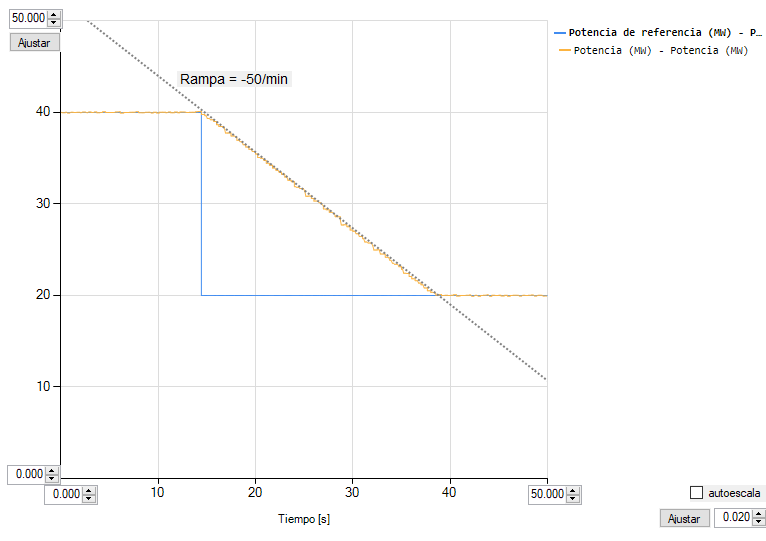 50.000
Ajustar
Potencia de referencia (MW) - P…
Potencia (MW) - Potencia (MW)
Rampa = -50/min
40
30
20
10
0.000
0.000
10
20
30
40
50.000
autoescala
Tiempo [s]
Ajustar
0.020